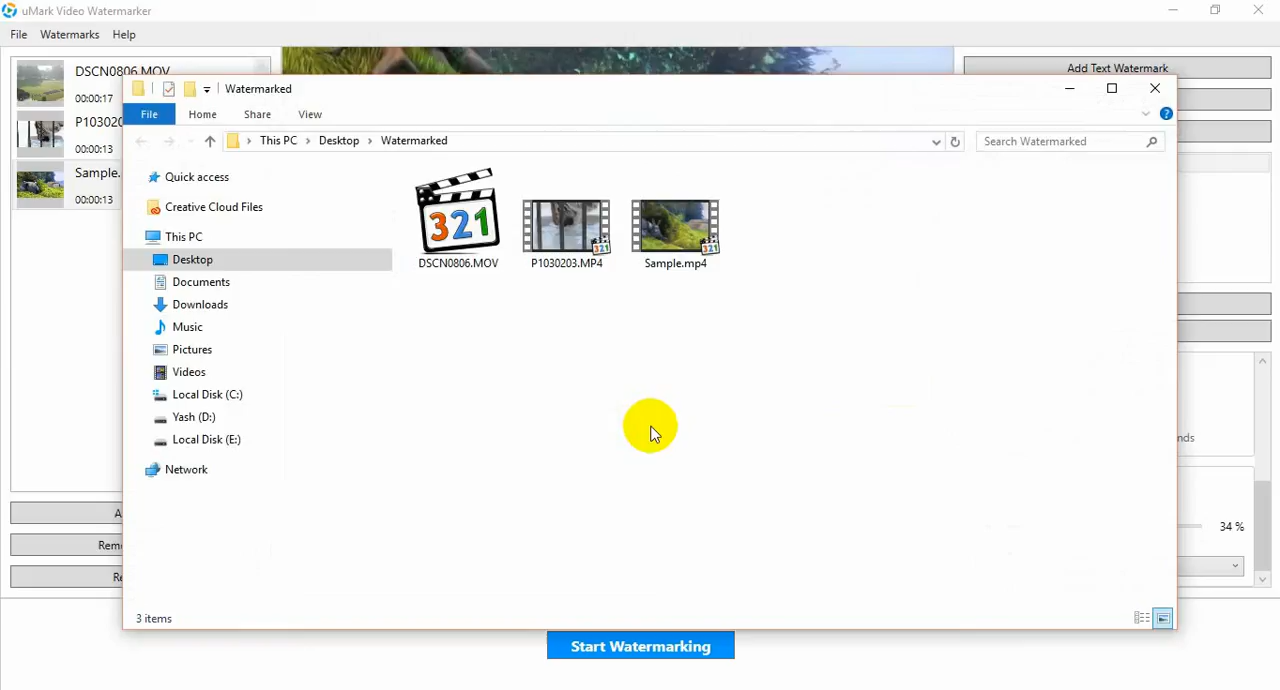 uMark Video Watermarker
File Watermarks Help
DSCN0806.MOV
00:00:17
00:00:13
Sample.
00:00:13
Add Text Watermark
Watermarked
File Home Share View
This PC Desktop Watermarked
Search Watermarked
Quick access
Creative Cloud Files
This PC
Desktop
Documents
Downloads
Music
Pictures
Videos
Local Disk (C:)
Yash (D:)
Local Disk (E:)
Network
321
DSCN0806.MOV
321
P1030203.MP4
321
Sample.mp4
3 items
34 %
Start Watermarking